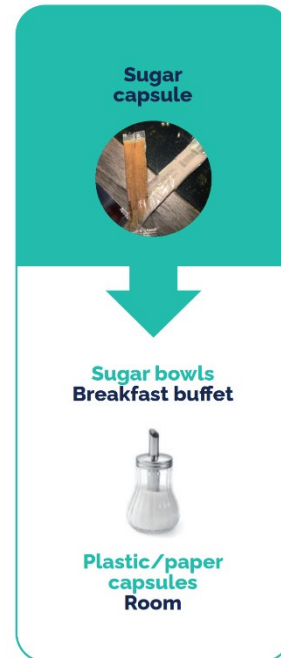 Sugar
capsule
Sugar bowls
Breakfast buffet
Plastic/paper
capsules
Room